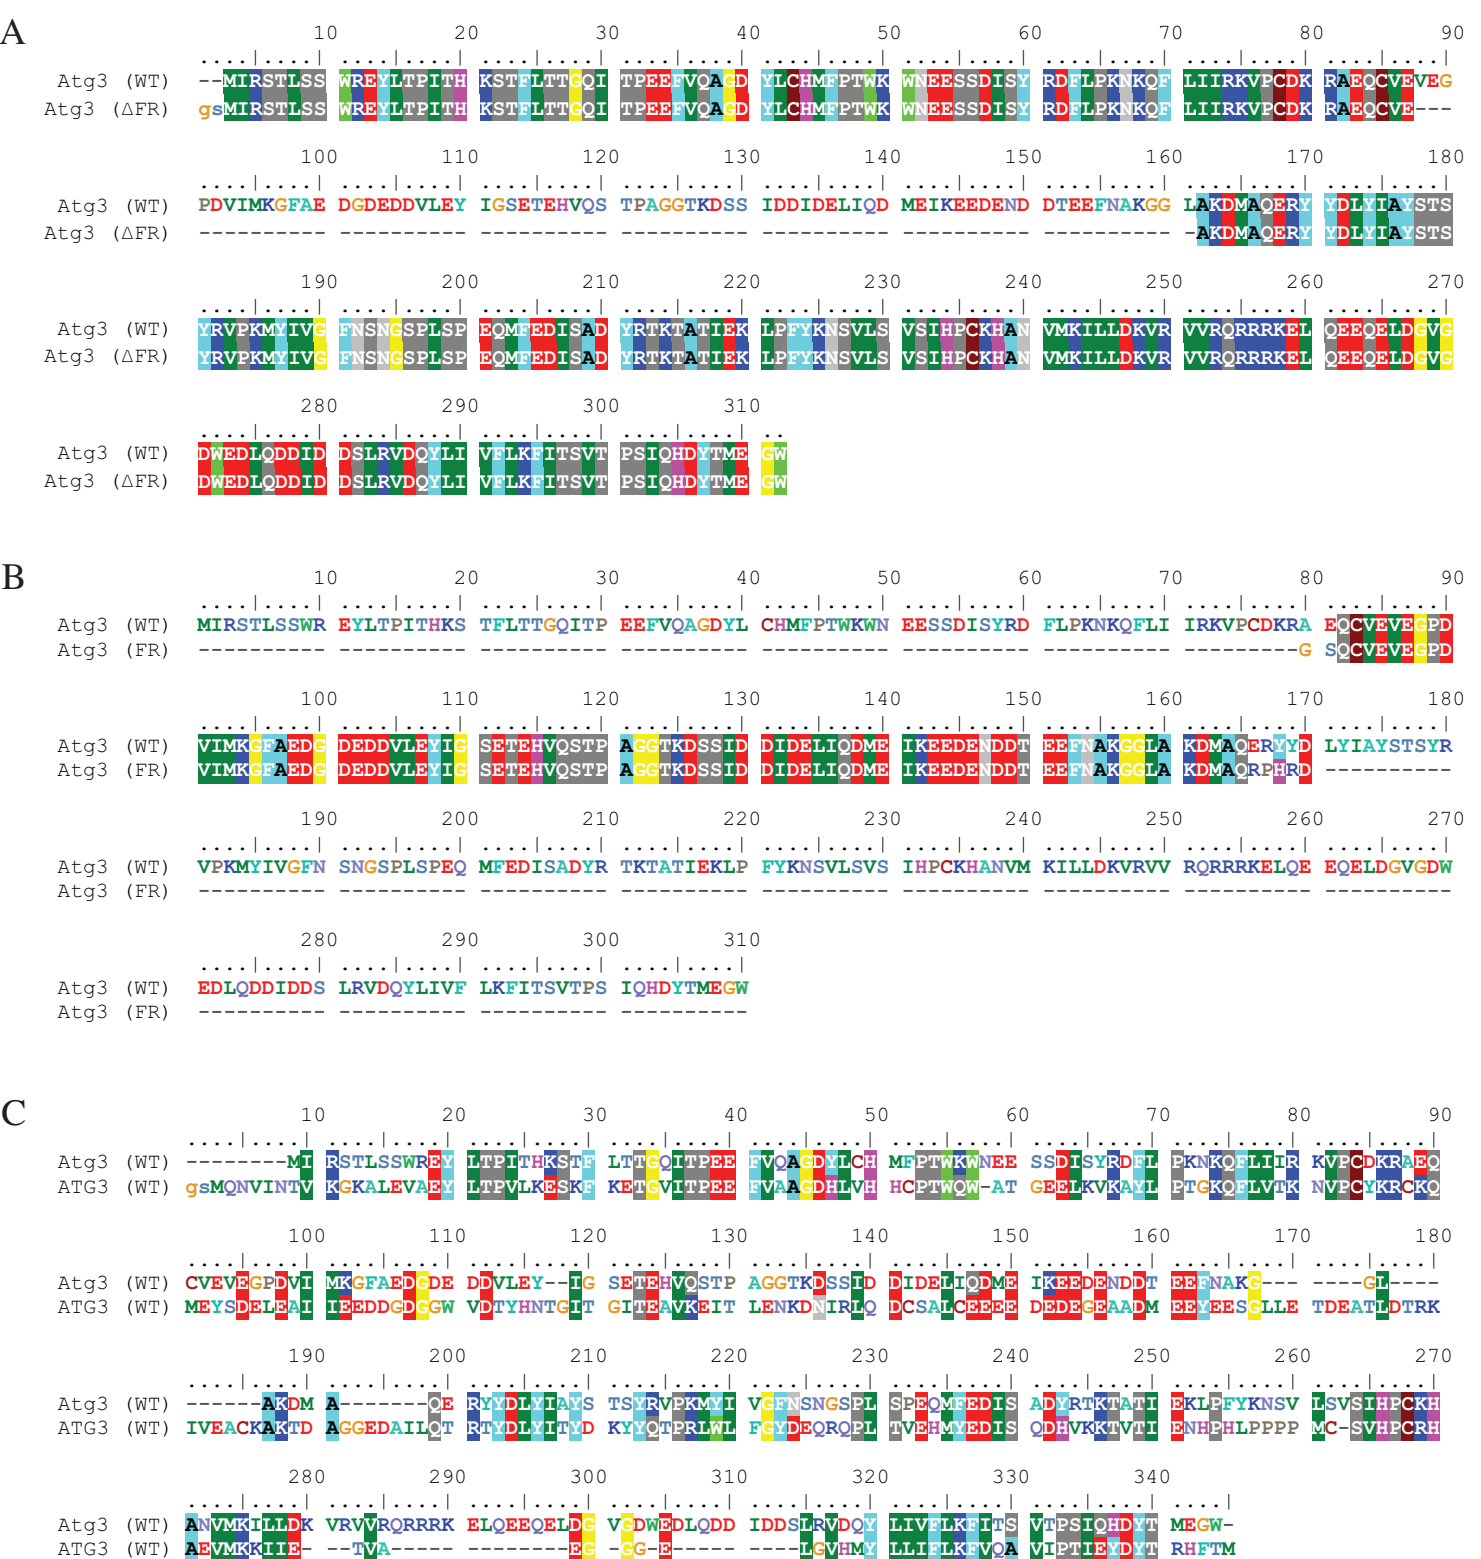 A
10 20 30 40 50 60 70 80 90
Atg3 (WT) --MIRSTLSS WREYLTPITH KSTFLTTGQI TPEEFVQAGD YLCHMFPTWK WNEESSDISY RDFLPKNKQF LIIRKVPCDK RAEQCVEVEG
Atg3 (ΔFR) gsMIRSTLSS WREYLTPITH KSTFLTTGQI TPEEFVQAGD YLCHMFPTWK WNEESSDISY RDFLPKNKQF LIIRKVPCDK RAEQCVE---
100 110 120 130 140 150 160 170 180
Atg3 (WT) PDVIMKGFAE DGDEDDVLEY IGSETEHVQS TPAGGTKDSS IDDIDELIQD MEIKEEDEND DTEEFNAKGG LAKDMAQERY YDLYIAYSTS
Atg3 (ΔFR) ---------- ---------- ---------- ---------- ---------- ---------- ---------- -AKDMAQERY YDLYIAYSTS
190 200 210 220 230 240 250 260 270
Atg3 (WT) YRVPKMYIVG FNSNGSPLSP EQMFEDISAD YRTKTATIEK LPFYKNSVLS VSIHPCKHAN VMKILLDKVR VVRQRRRKEL QEEQELDGVG
Atg3 (ΔFR) YRVPKMYIVG FNSNGSPLSP EQMFEDISAD YRTKTATIEK LPFYKNSVLS VSIHPCKHAN VMKILLDKVR VVRQRRRKEL QEEQELDGVG
280 290 300 310
Atg3 (WT) DWEDLQDDID DSLRVDQYLI VFLKFITSVT PSIQHDYTME GW
Atg3 (ΔFR) DWEDLQDDID DSLRVDQYLI VFLKFITSVT PSIQHDYTME GW
B
10 20 30 40 50 60 70 80 90
Atg3 (WT) MIRSTLSSWR EYLTPITHKS TFLTTGQITP EEFVQAGDYL CHMFPTWKWN EESSDISYRD FLPKNKQFLI IRKVPCDKRA EQCVEVEGPD
Atg3 (FR) ---------- ---------- ---------- ---------- ---------- ---------- ---------- ---------G SQCVEVEGPD
100 110 120 130 140 150 160 170 180
Atg3 (WT) VIMKGFAEDG DEDDVLEYIG SETEHVQSTP AGGTKDSSID DIDELIQDME IKEEDENDDT EEFNAKGGLA KDMAQERYYD LYIAYSTSYR
Atg3 (FR) VIMKGFAEDG DEDDVLEYIG SETEHVQSTP AGGTKDSSID DIDELIQDME IKEEDENDDT EEFNAKGGLA KDMAQRPHRD ----------
190 200 210 220 230 240 250 260 270
Atg3 (WT) VPKMYIVGFN SNGSPLSPEQ MFEDISADYR TKTATIEKLP FYKNSVLSVS IHPCKHANVM KILLDKVRVV RQRRRKELQE EQELDGVGDW
Atg3 (FR) ---------- ---------- ---------- ---------- ---------- ---------- ---------- ---------- ----------
280 290 300 310
Atg3 (WT) EDLQDDIDDS LRVDQYLIVF LKFITSVTPS IQHDYTMEGW
Atg3 (FR) ---------- ---------- ---------- ----------
C
10 20 30 40 50 60 70 80 90
Atg3 (WT) --------MI RSTLSSWREY LTPITHKSTF LTTGQITPEE FVQAGDYLCH MFPTWKWNEE SSDISYRDFL PKNKQFLIIR KVPCDKRAEQ
ATG3 (WT) gsMQNVINTV KGKALEVAEY LTPVLKESKF KETGVITPEE FVAAGDHLVH HCPTWQW-AT GEELKVKAYL PTGKQFLVTK NVPCYKRCKQ
100 110 120 130 140 150 160 170 180
Atg3 (WT) CVEVEGPDVI MKGFAEDGDE DDVLEY--IG SETEHVQSTP AGGTKDSSID DIDELIQDME IKEEDENDDT EEFNAKG--- ----GL----
ATG3 (WT) MEYSDELEAI IEEDDGDGGW VDTYHNTGIT GITEAVKEIT LENKDNIRLQ DCSALCEEEE DEDEGEAADM EEYEESGLLE TDEATLDTRK
190 200 210 220 230 240 250 260 270
Atg3 (WT) ------AKDM A-------QE RYYDLYIAYS TSYRVPKMYI VGFNSNGSPL SPEQMFEDIS ADYRTKTATI EKLPFYKNSV LSVSIHPCKH
ATG3 (WT) IVEACKAKTD AGGEDAILQT RTYDLYITYD KYYQTPRLWL FGYDEQRQPL TVEHMYEDIS QDHVKKTVTI ENHPHLPPPP MC-SVHPCRH
280 290 300 310 320 330 340
Atg3 (WT) ANVMKILLDK VRVVRQRRRK ELQEEQELDG VGDWEDLQDD IDDSLRVDQY LIVFLKFITS VTPSIQHDYT MEGW-
ATG3 (WT) AEVMKKIIE- --TVA----- --------EG -GG-E----- ----LGVHMY LLIFLKFVQA VIPTIEYDYT RHFTM